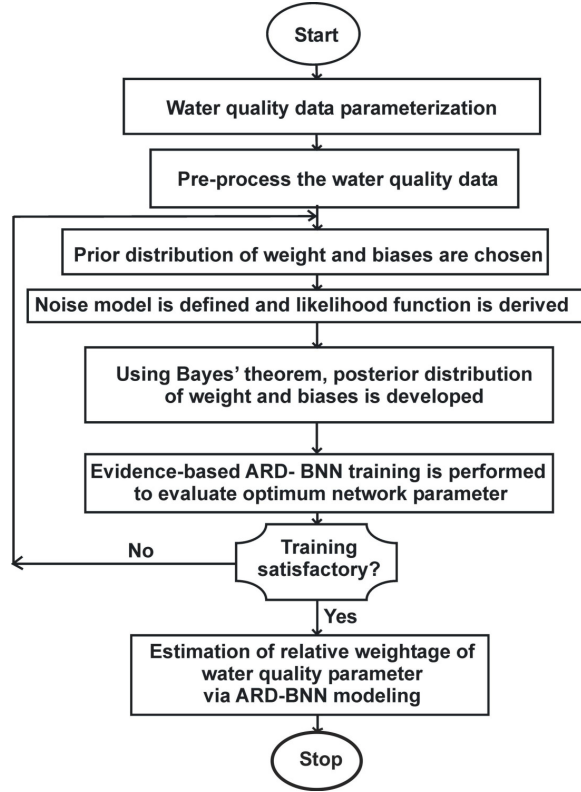 Start
Water quality data parameterization
Pre-process the water quality data
Prior distribution of weight and biases are chosen
Noise model is defined and likelihood function is derived
Using Bayes’ theorem, posterior distribution
of weight and biases is developed
Evidence-based ARD- BNN training is performed
to evaluate optimum network parameter
No
Training
satisfactory?
Yes
Estimation of relative weightage of
water quality parameter
via ARD-BNN modeling
Stop